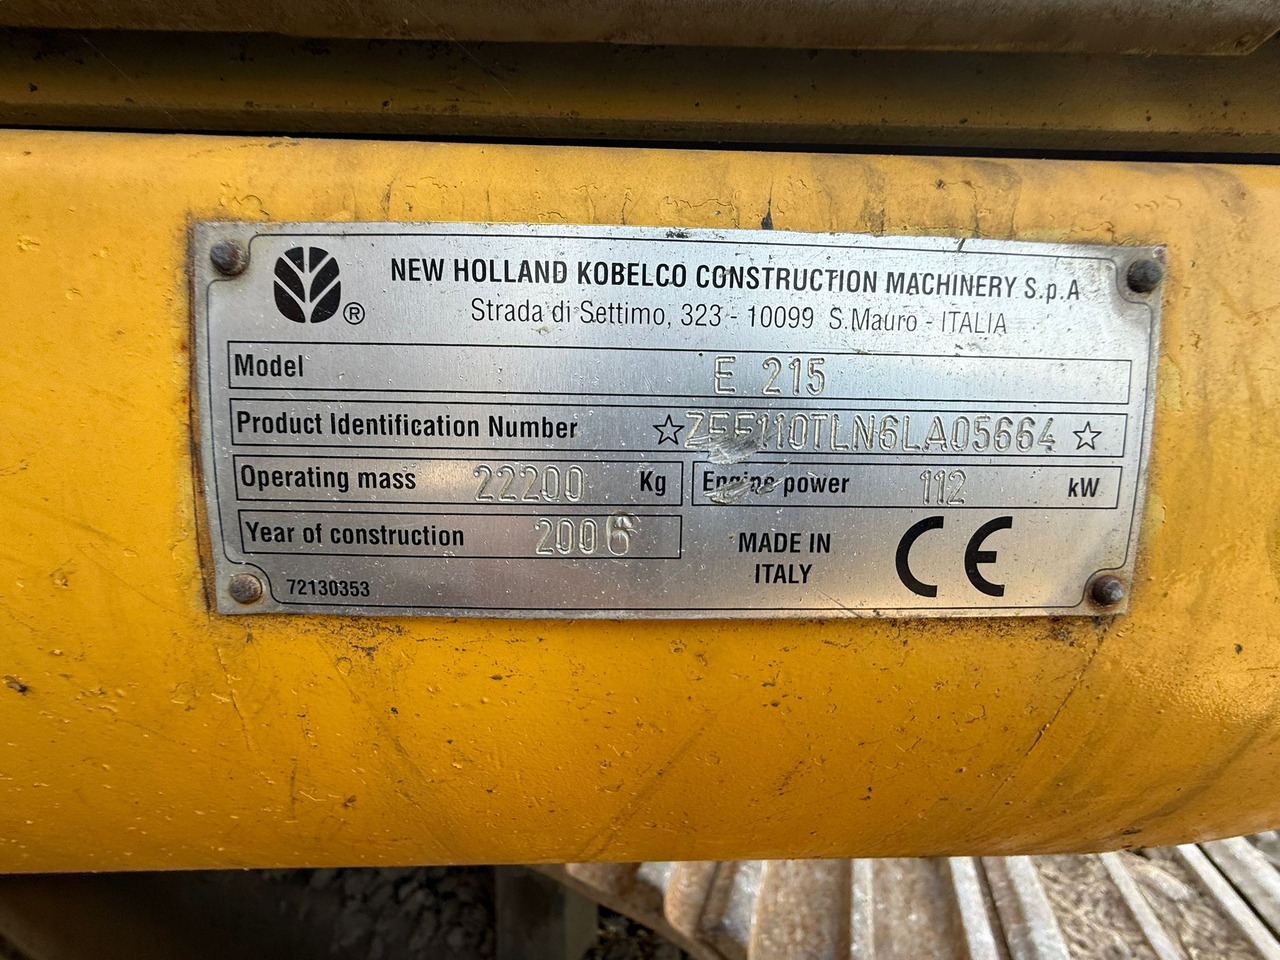 NEW HOLLAND KOBELCO CONSTRUCTION MACHINERY S.p.A
®
Strada di Settimo, 323 - 10099 S.Mauro - ITALIA
Model E 215
Product Identification Number ☆ZEF110TLN6LA05664☆
Operating mass 22200 Kg Engine power 112 kW
Year of construction 2006
MADE IN
ITALY
CE
72130353